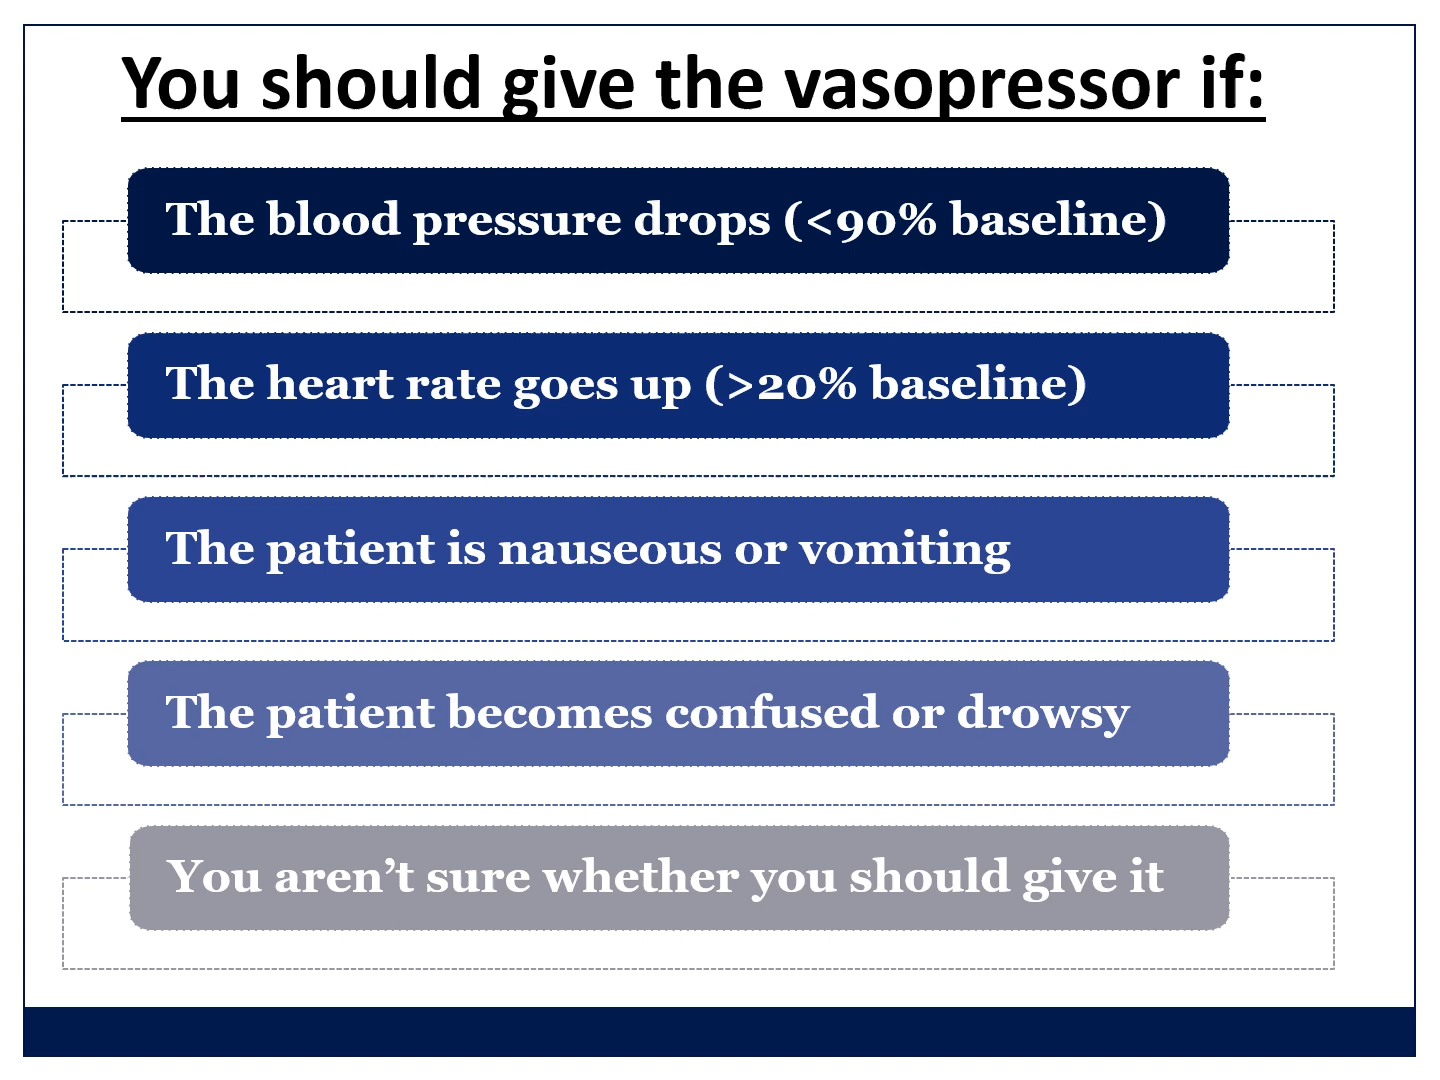 You should give the vasopressor if:
The blood pressure drops (<90% baseline)
The heart rate goes up (>20% baseline)
The patient is nauseous or vomiting
The patient becomes confused or drowsy
You aren’t sure whether you should give it